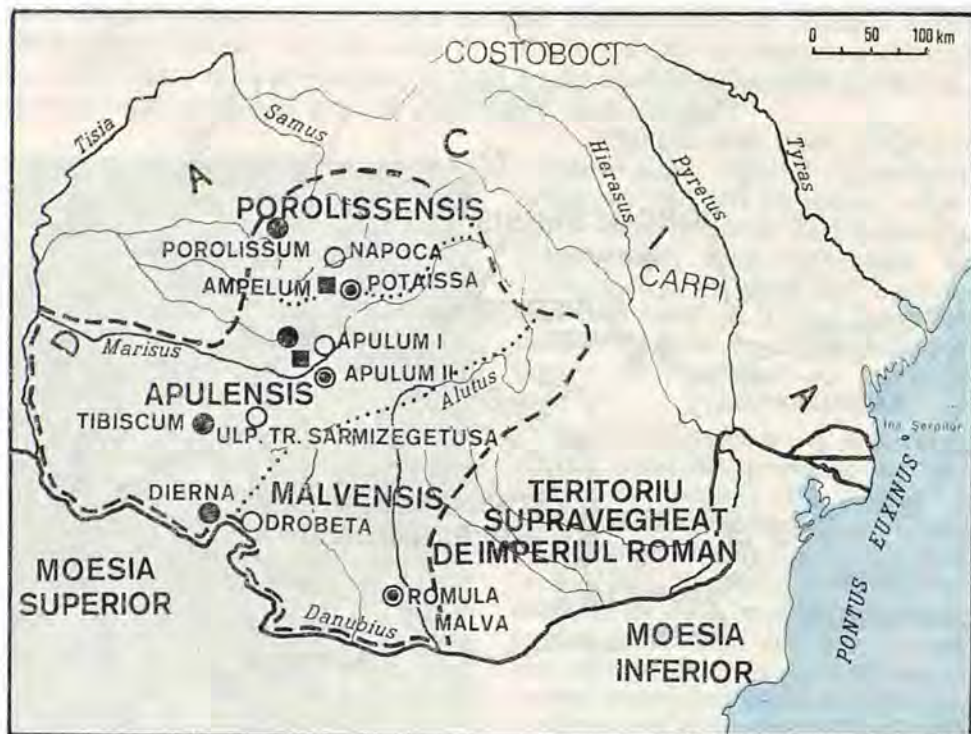 COSTOBOCI
0 50 100 km
Tisia
Samus
C
A
Hierasus
Pyretus
Tyras
POROLISSENSIS
POROLISSUM
NAPOCA
I
AMPELUM
POTAISSA
CARPI
D
Marisus
APULUM I
APULUM II
APULENSIS
Alutus
A
TIBISCUM
ULP. TR. SARMIZEGETUSA
Ins. Șerpilor
DIERNA
MALVENSIS
DROBETA
TERITORIU
SUPRAVEGHEAT
DE IMPERIUL ROMAN
MOESIA
SUPERIOR
ROMULA
MALVA
Danubius
MOESIA
INFERIOR
PONTUS EUXINUS